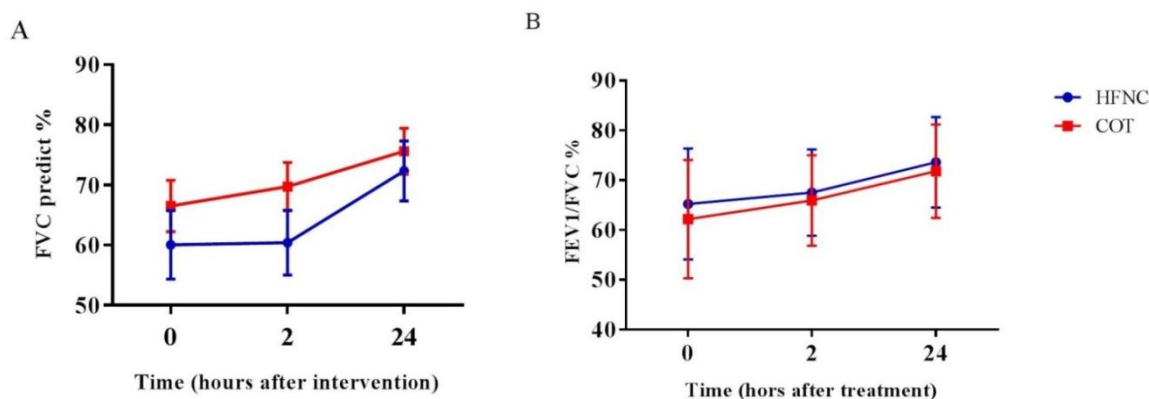 A
FVC predict %
90
80
70
60
50
0 2 24
Time (hours after intervention)
B
FEV1/FVC %
90
80
70
60
50
40
0 2 24
Time (hors after treatment)
HFNC
COT